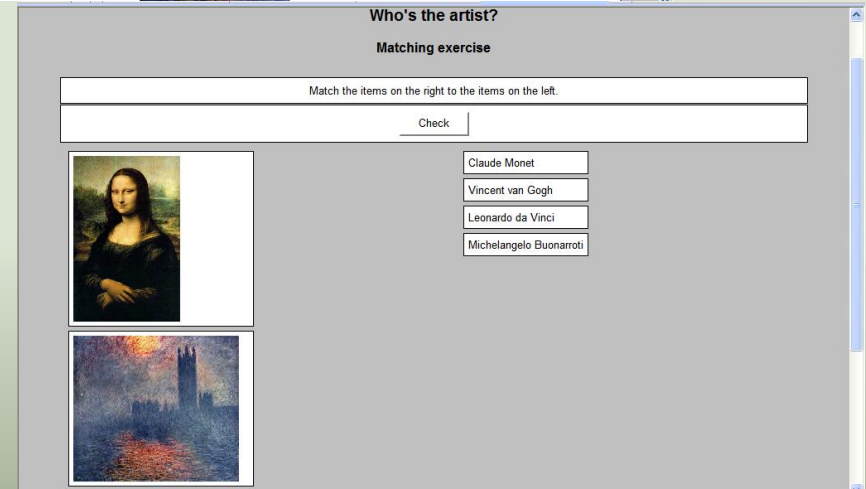 Who's the artist?
Matching exercise
Match the items on the right to the items on the left.
Check
Claude Monet
Vincent van Gogh
Leonardo da Vinci
Michelangelo Buonarroti